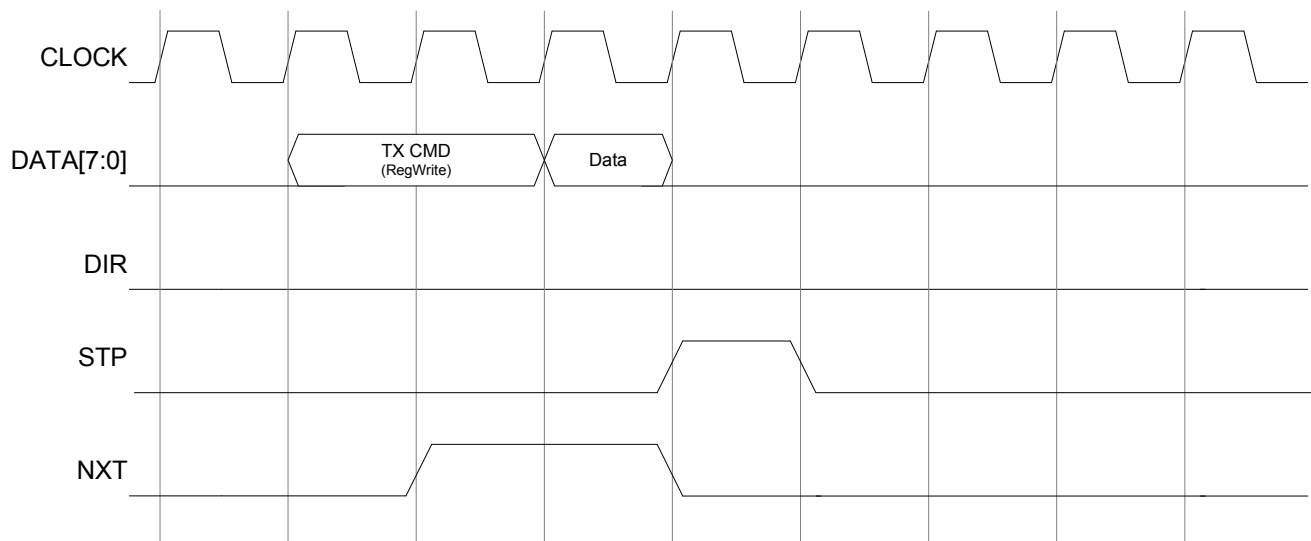 CLOCK
DATA[7:0]
TX CMD
(RegWrite)
Data
DIR
STP
NXT